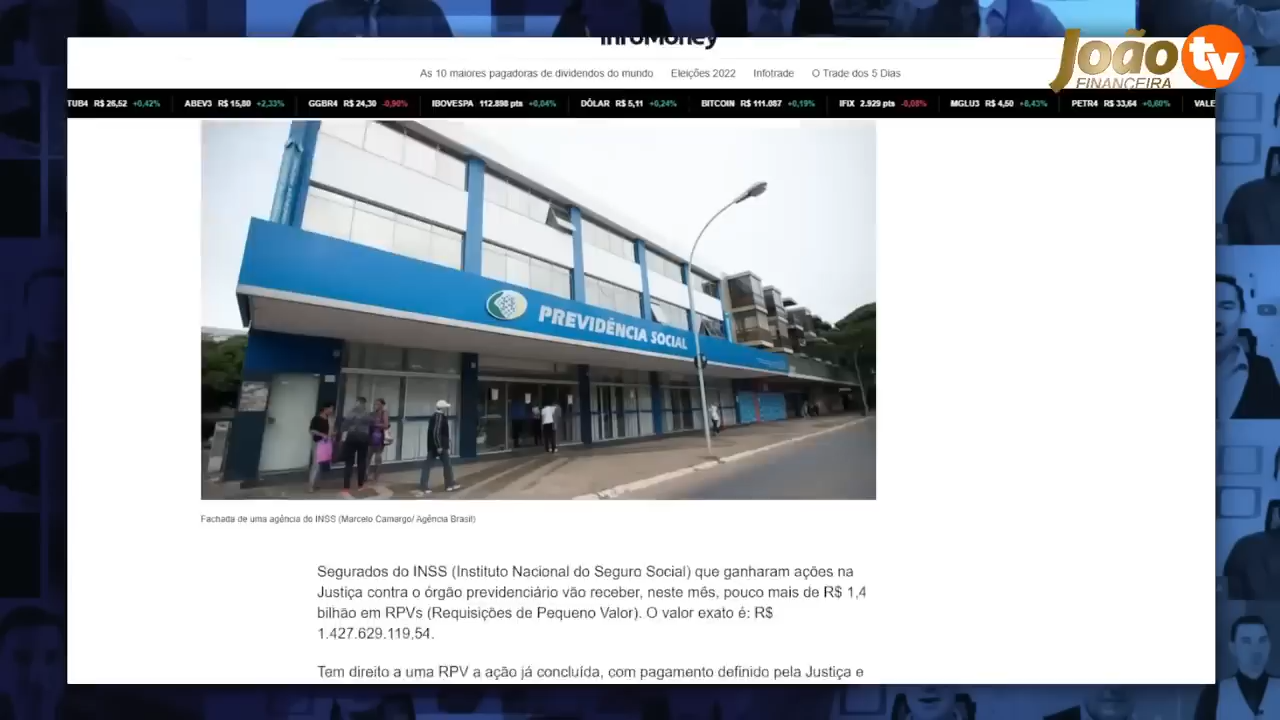 InfoMoney
João tv
FINANCEIRA
As 10 maiores pagadoras de dividendos do mundo Eleições 2022 Infotrade O Trade dos 5 Dias
TUB4 R$ 26,52 +0,42% ABEV3 R$ 15,80 +2,33% GGBR4 R$ 24,30 -0,90% IBOVESPA 112.898 pts +0,04% DÓLAR R$ 5,11 +0,24% BITCOIN R$ 111.087 +0,19% IFIX 2.929 pts -0,08% MGLU3 R$ 4,50 +8,43% PETR4 R$ 33,64 +0,60% VALE
PREVIDÊNCIA SOCIAL
Fachada de uma agência do INSS (Marcelo Camargo/ Agência Brasil)
Segurados do INSS (Instituto Nacional do Seguro Social) que ganharam ações na
Justiça contra o órgão previdenciário vão receber, neste mês, pouco mais de R$ 1,4
bilhão em RPVs (Requisições de Pequeno Valor). O valor exato é: R$
1.427.629.119,54.
Tem direito a uma RPV a ação já concluída, com pagamento definido pela Justiça e